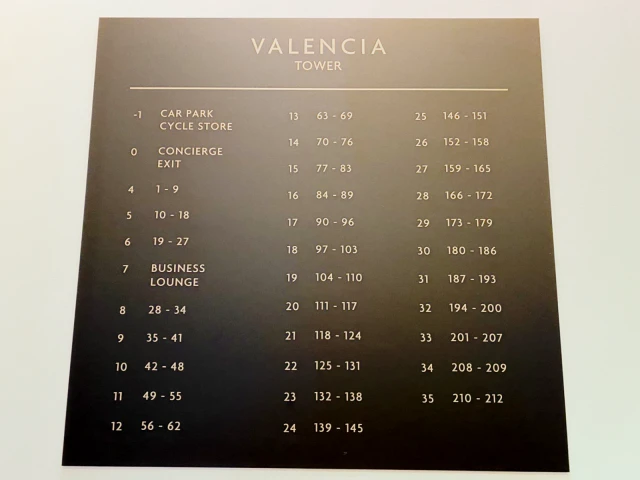 VALENCIA
TOWER
-1 CAR PARK
CYCLE STORE
0 CONCIERGE
EXIT
4 1 - 9
5 10 - 18
6 19 - 27
7 BUSINESS
LOUNGE
8 28 - 34
9 35 - 41
10 42 - 48
11 49 - 55
12 56 - 62
13 63 - 69
14 70 - 76
15 77 - 83
16 84 - 89
17 90 - 96
18 97 - 103
19 104 - 110
20 111 - 117
21 118 - 124
22 125 - 131
23 132 - 138
24 139 - 145
25 146 - 151
26 152 - 158
27 159 - 165
28 166 - 172
29 173 - 179
30 180 - 186
31 187 - 193
32 194 - 200
33 201 - 207
34 208 - 209
35 210 - 212